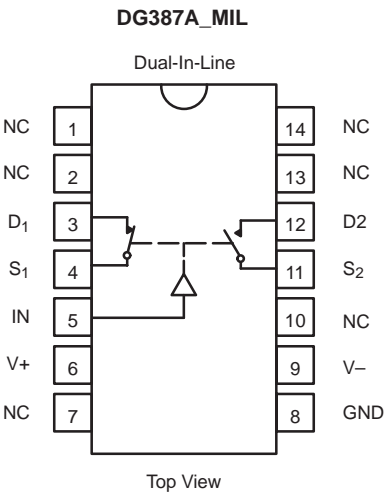 DG387A_MIL
Dual-In-Line
NC 1 14 NC
NC 2 13 NC
D1 3 12 D2
S1 4 11 S2
IN 5 10 NC
V+ 6 9 V–
NC 7 8 GND
Top View